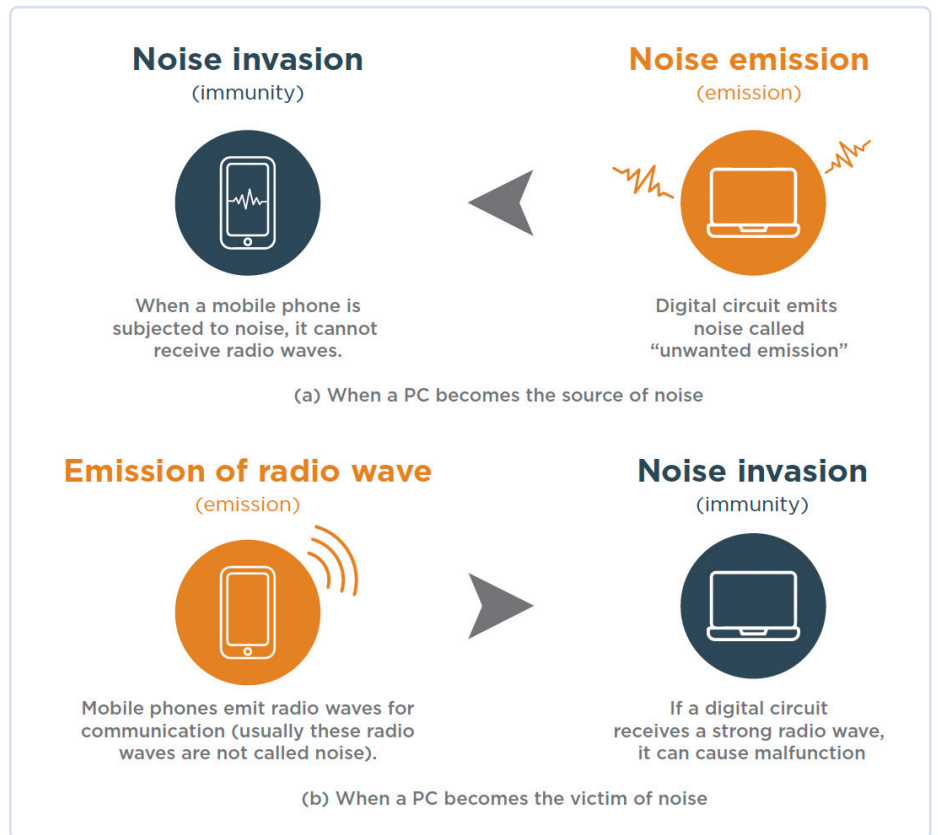 Noise invasion
(immunity)
Noise emission
(emission)
When a mobile phone is
subjected to noise, it cannot
receive radio waves.
Digital circuit emits
noise called
“unwanted emission”
(a) When a PC becomes the source of noise
Emission of radio wave
(emission)
Noise invasion
(immunity)
Mobile phones emit radio waves for
communication (usually these radio
waves are not called noise).
If a digital circuit
receives a strong radio wave,
it can cause malfunction
(b) When a PC becomes the victim of noise